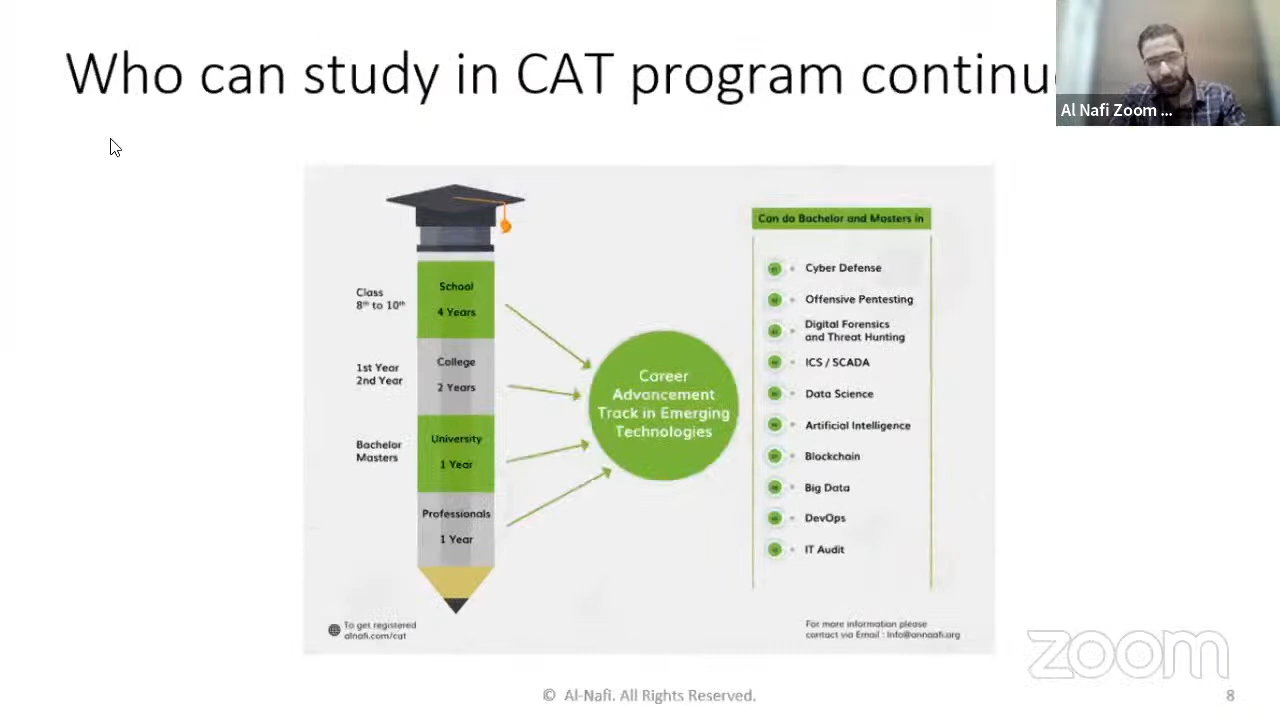 Who can study in CAT program continue
Al Nafi Zoom ...
Class
8th to 10th
School
4 Years
1st Year
2nd Year
College
2 Years
Bachelor
Masters
University
1 Year
Professionals
1 Year
Career
Advancement
Track in Emerging
Technologies
Can do Bachelor and Masters in
Cyber Defense
Offensive Pentesting
Digital Forensics
and Threat Hunting
ICS / SCADA
Data Science
Artificial Intelligence
Blockchain
Big Data
DevOps
IT Audit
To get registered
alnafi.com/cat
For more information please
contact via Email : Info@annaafi.org
zoom
© Al-Nafi. All Rights Reserved.
8